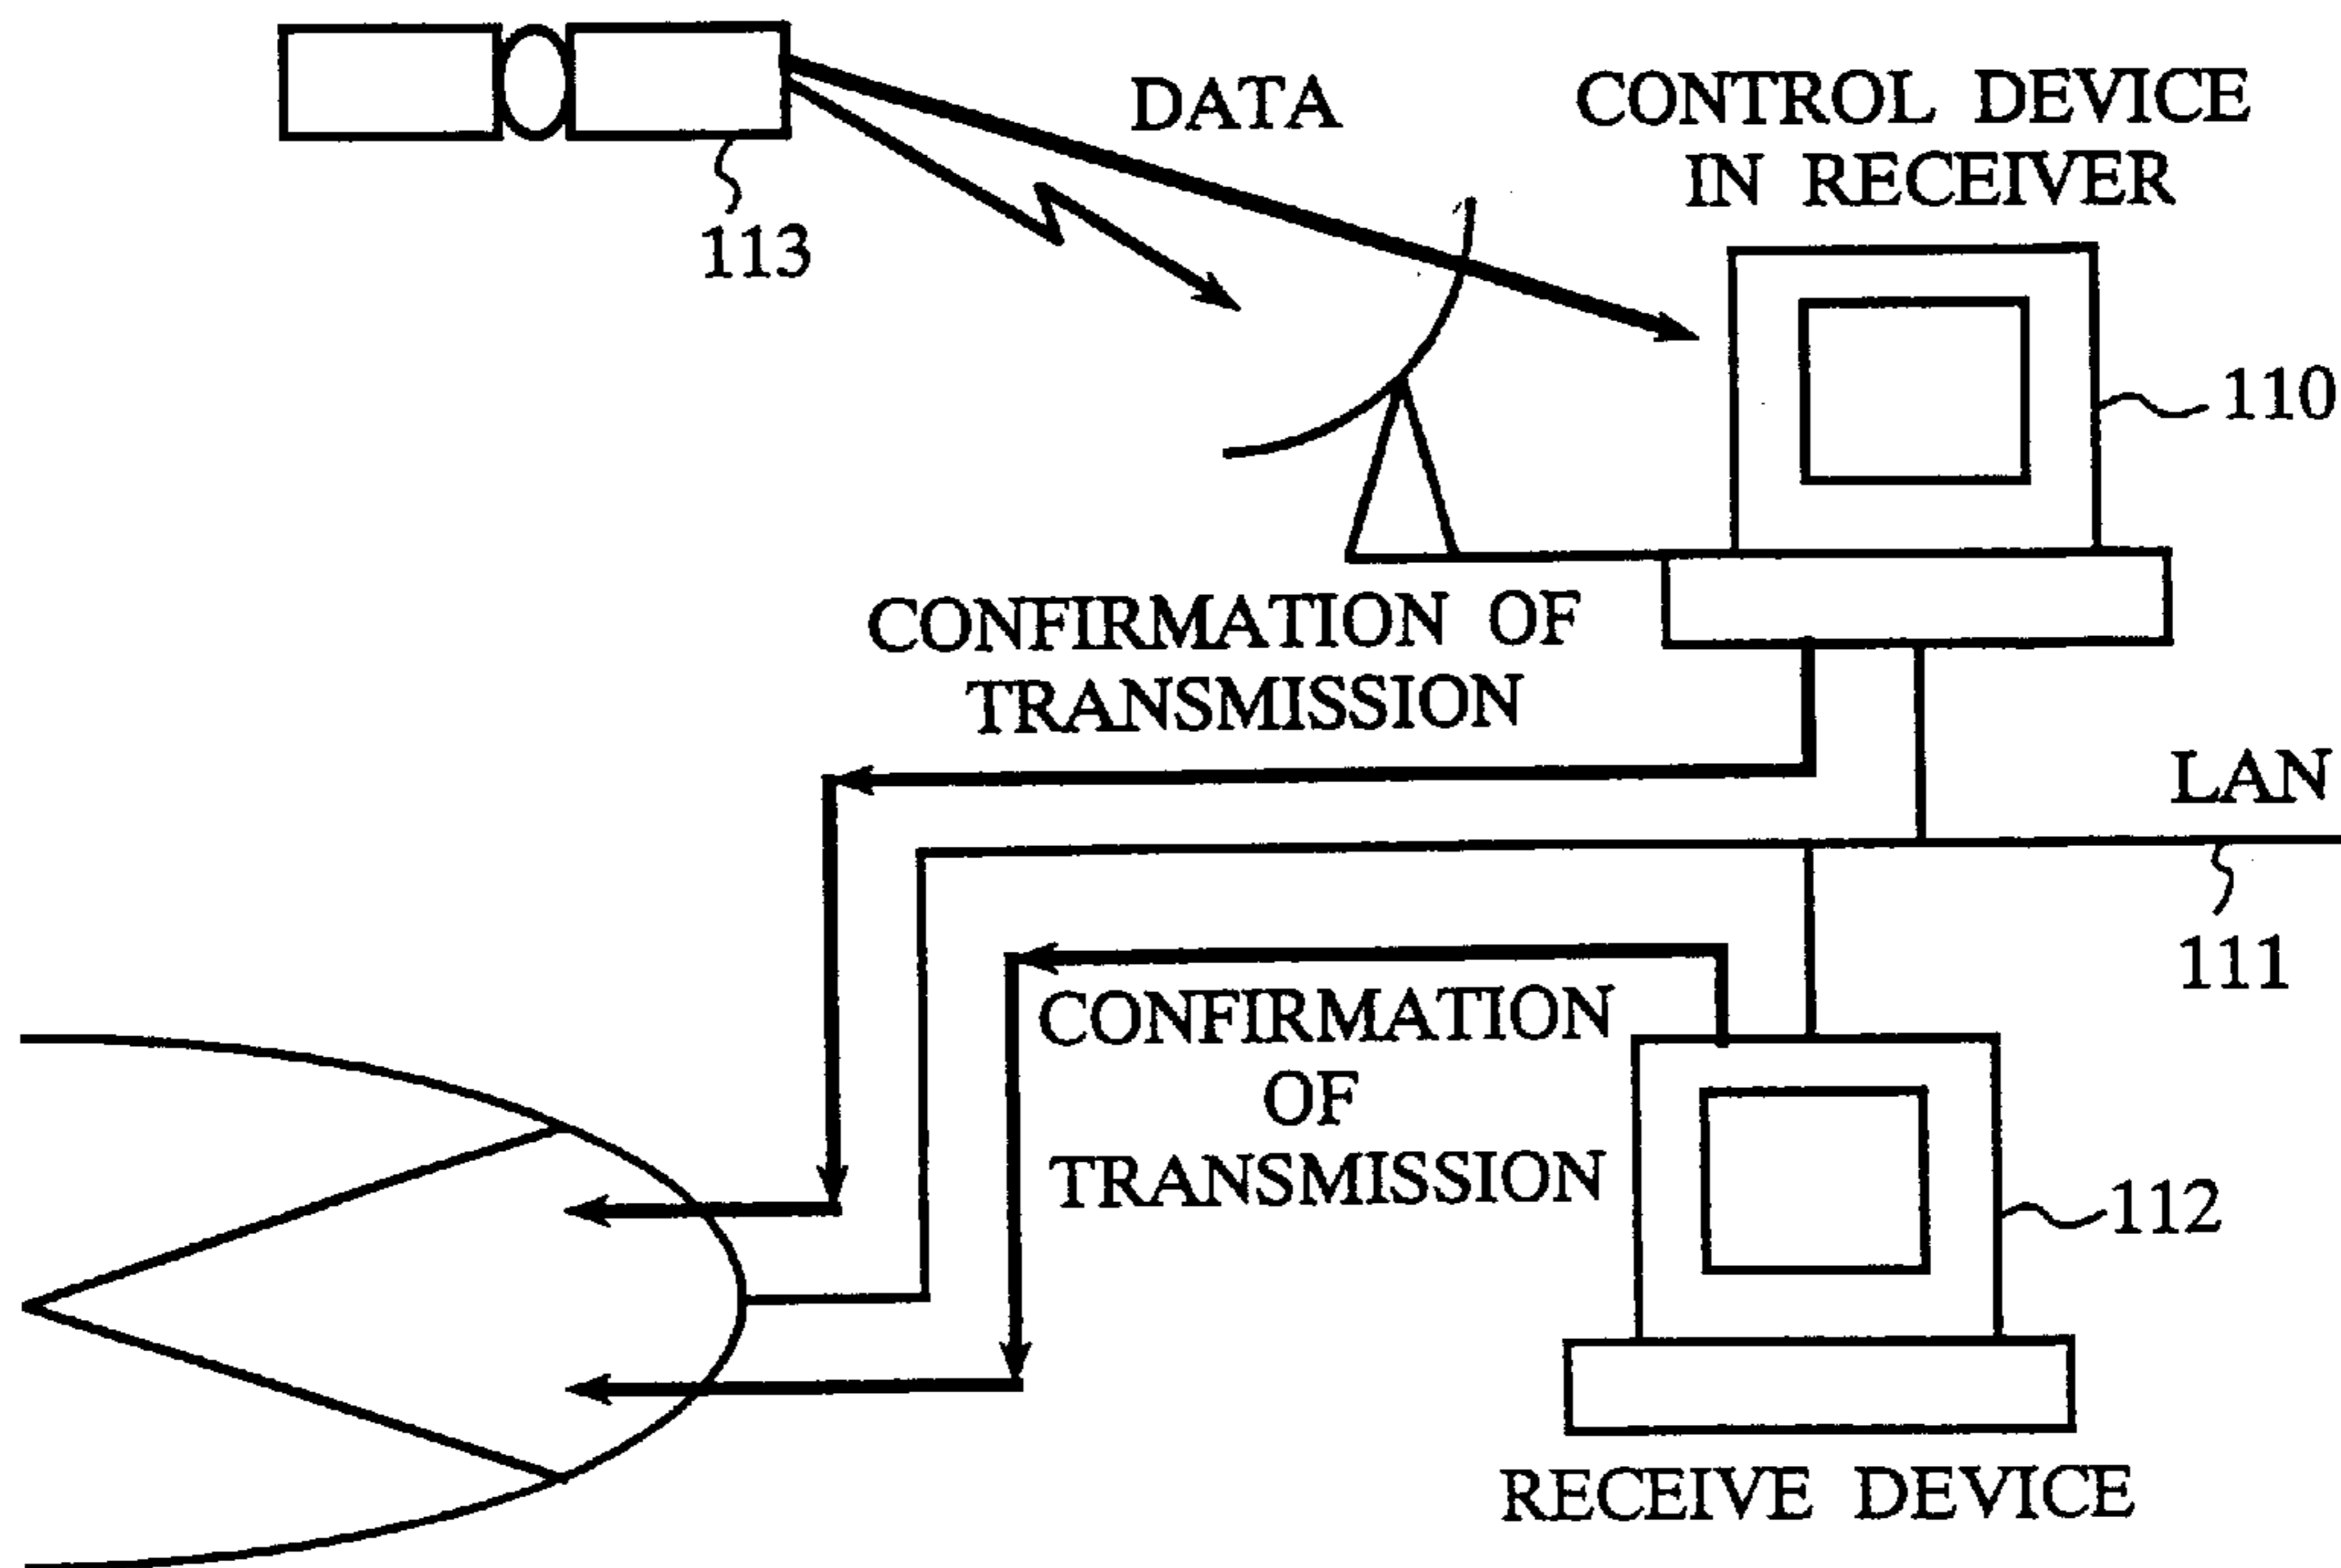 DATA
CONTROL DEVICE
IN RECEIVER
113
110
CONFIRMATION OF
TRANSMISSION
LAN
111
CONFIRMATION
OF
TRANSMISSION
112
RECEIVE DEVICE